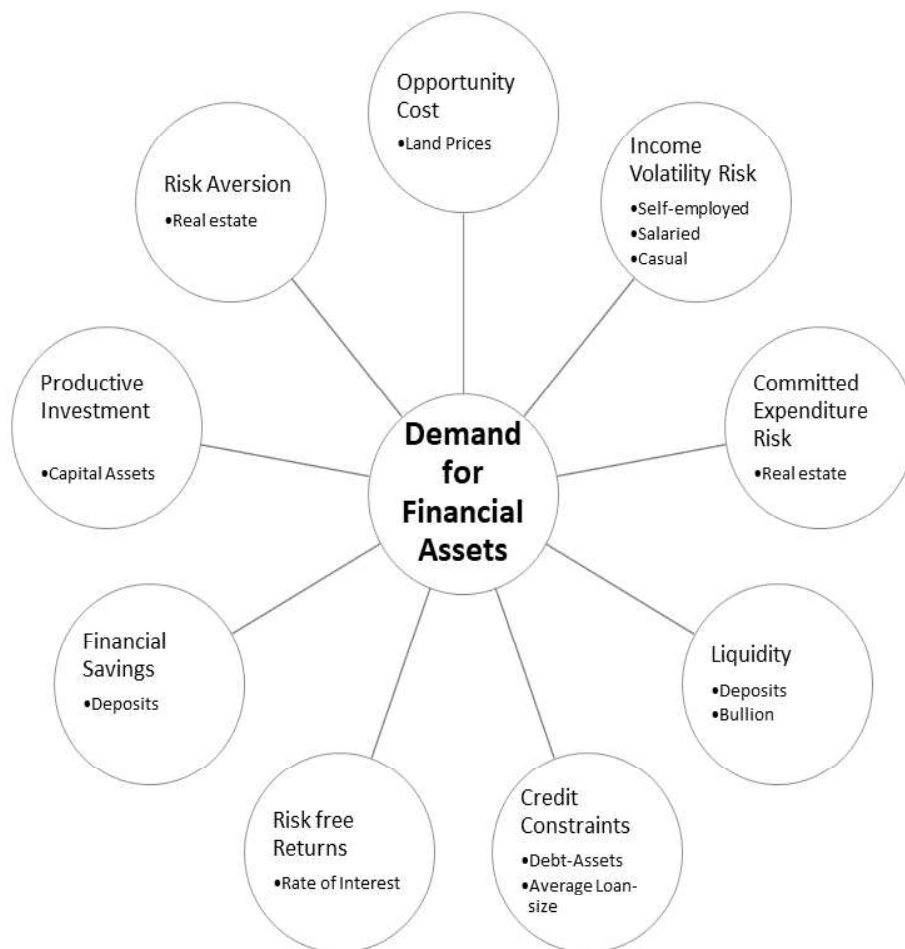 Demand
for
Financial
Assets
Opportunity
Cost
•Land Prices
Income
Volatility Risk
•Self-employed
•Salaried
•Casual
Committed
Expenditure
Risk
•Real estate
Liquidity
•Deposits
•Bullion
Credit
Constraints
•Debt-Assets
•Average Loan-
size
Risk free
Returns
•Rate of Interest
Financial
Savings
•Deposits
Productive
Investment
•Capital Assets
Risk Aversion
•Real estate